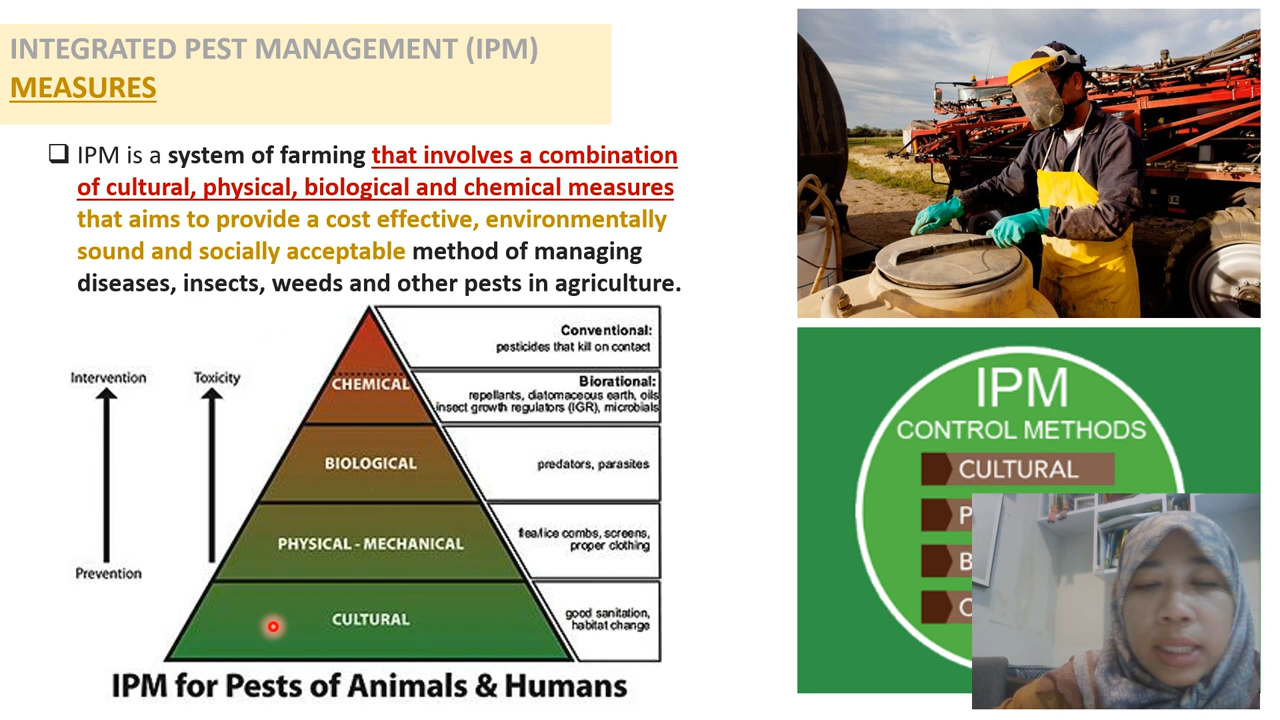 INTEGRATED PEST MANAGEMENT (IPM)
MEASURES
IPM is a system of farming that involves a combination
of cultural, physical, biological and chemical measures
that aims to provide a cost effective, environmentally
sound and socially acceptable method of managing
diseases, insects, weeds and other pests in agriculture.
Intervention
Toxicity
Prevention
CHEMICAL
Conventional:
pesticides that kill on contact
Biorational:
repellants, diatomaceous earth, oils
insect growth regulators (IGR), microbials
BIOLOGICAL
predators, parasites
PHYSICAL - MECHANICAL
flea/lice combs, screens,
proper clothing
CULTURAL
good sanitation,
habitat change
IPM for Pests of Animals & Humans
IPM
CONTROL METHODS
CULTURAL
P
B
C